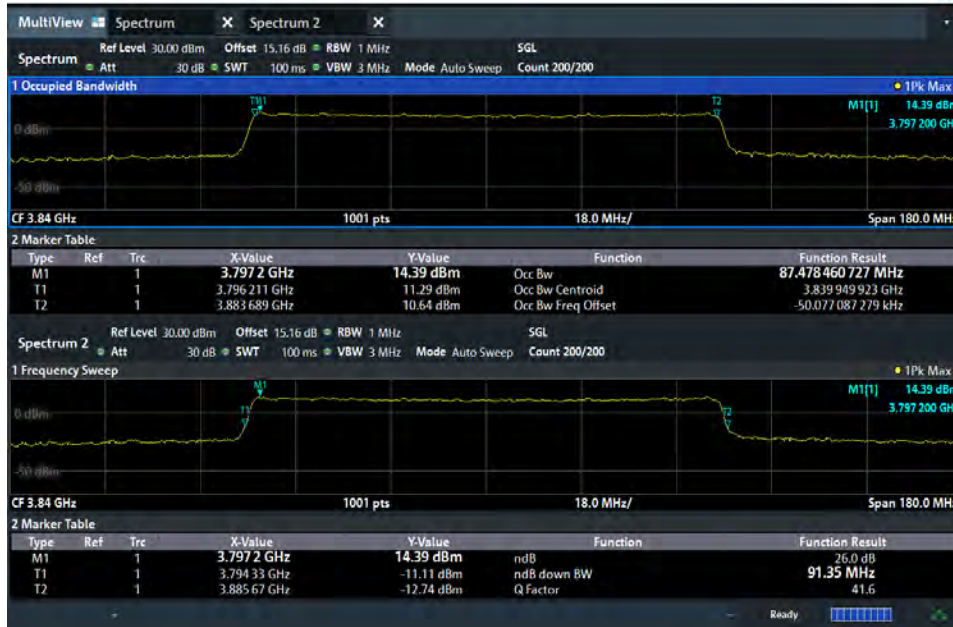 MultiView Spectrum X Spectrum 2 X
Ref Level 30.00 dBm Offset 15.16 dB RBW 1 MHz SGL
Spectrum Att 30 dB SWT 100 ms VBW 3 MHz Mode Auto Sweep Count 200/200
1 Occupied Bandwidth 1Pk Max
T1 M1 T2 M1[1] 14.39 dBm
3.797 200 GH
0 dBm
-50 dBm
CF 3.84 GHz 1001 pts 18.0 MHz/ Span 180.0 MH
2 Marker Table
Type Ref Trc X-Value Y-Value Function Function Result
M1 1 3.797 2 GHz 14.39 dBm Occ Bw 87.478 460 727 MHz
T1 1 3.796 211 GHz 11.29 dBm Occ Bw Centroid 3.839 949 923 GHz
T2 1 3.883 689 GHz 10.64 dBm Occ Bw Freq Offset -50.077 087 279 kHz
Ref Level 30.00 dBm Offset 15.16 dB RBW 1 MHz SGL
Spectrum 2 Att 30 dB SWT 100 ms VBW 3 MHz Mode Auto Sweep Count 200/200
1 Frequency Sweep 1Pk Max
M1 M1[1] 14.39 dBm
3.797 200 GH
T1 T2
0 dBm
-50 dBm
CF 3.84 GHz 1001 pts 18.0 MHz/ Span 180.0 MH
2 Marker Table
Type Ref Trc X-Value Y-Value Function Function Result
M1 1 3.797 2 GHz 14.39 dBm ndB 26.0 dB
T1 1 3.794 33 GHz -11.11 dBm ndB down BW 91.35 MHz
T2 1 3.885 67 GHz -12.74 dBm Q Factor 41.6
Ready